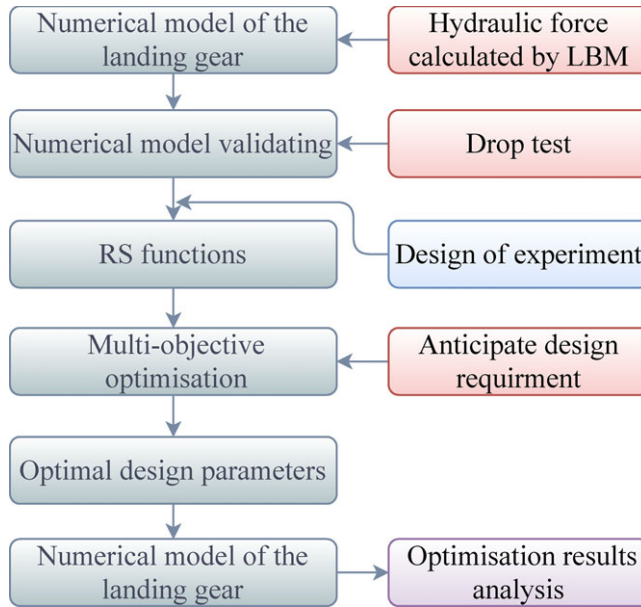 Numerical model of the
landing gear
Hydraulic force
calculated by LBM
Numerical model validating
Drop test
RS functions
Design of experiment
Multi-objective
optimisation
Anticipate design
requirment
Optimal design parameters
Numerical model of the
landing gear
Optimisation results
analysis